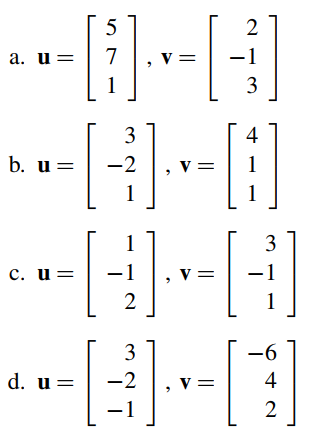 a. u = [5 7 1], v = [2 −1 3]
b. u = [3 −2 1], v = [4 1 1]
c. u = [1 −1 2], v = [3 −1 1]
d. u = [3 −2 −1], v = [−6 4 2]